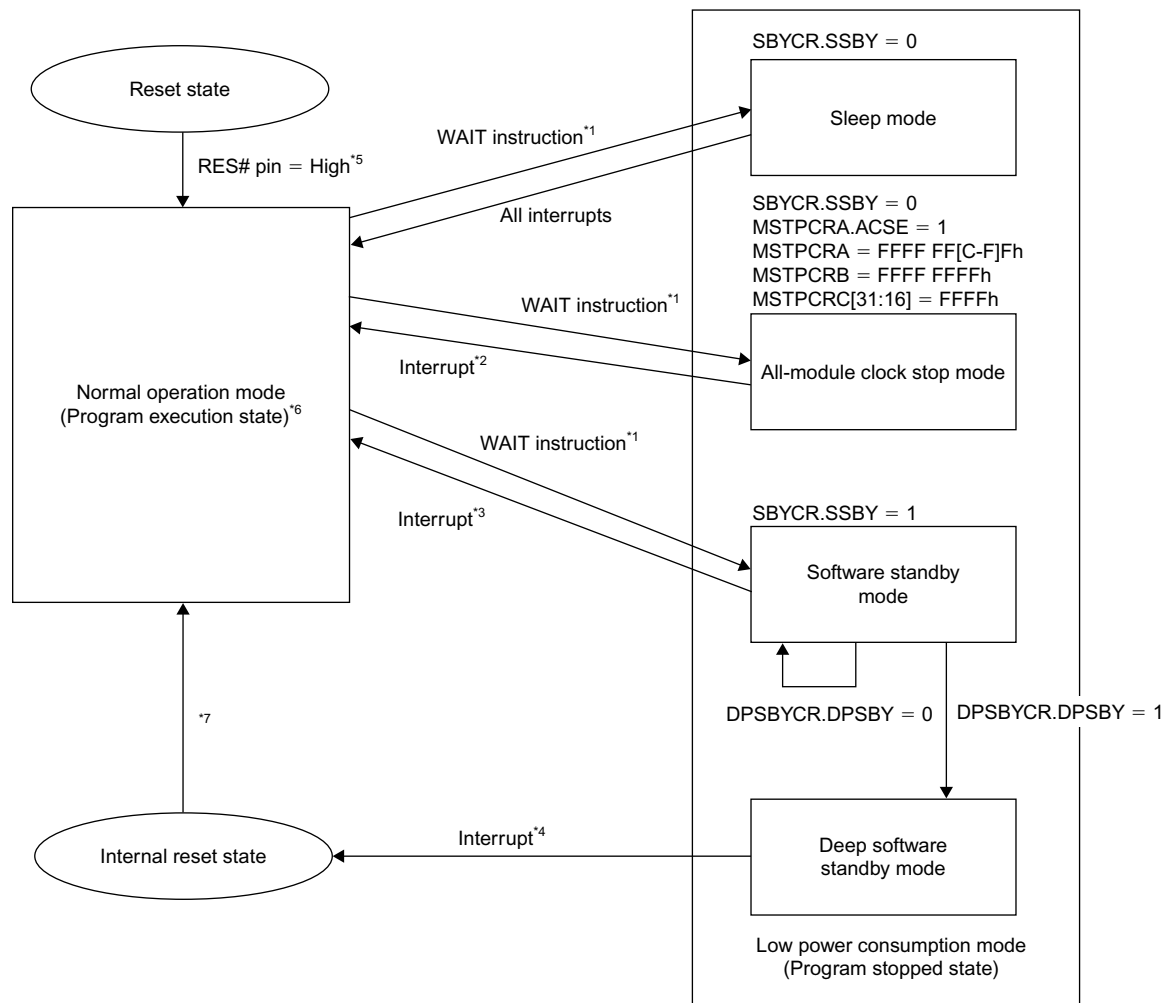 SBYCR.SSBY = 0
Reset state
Sleep mode
WAIT instruction*1
RES# pin = High*5
All interrupts
SBYCR.SSBY = 0
MSTPCRA.ACSE = 1
MSTPCRA = FFFF FF[C-F]Fh
MSTPCRB = FFFF FFFFh
MSTPCRC[31:16] = FFFFh
WAIT instruction*1
Interrupt*2
All-module clock stop mode
Normal operation mode
(Program execution state)*6
WAIT instruction*1
Interrupt*3
SBYCR.SSBY = 1
Software standby
mode
DPSBYCR.DPSBY = 0
DPSBYCR.DPSBY = 1
*7
Interrupt*4
Internal reset state
Deep software
standby mode
Low power consumption mode
(Program stopped state)